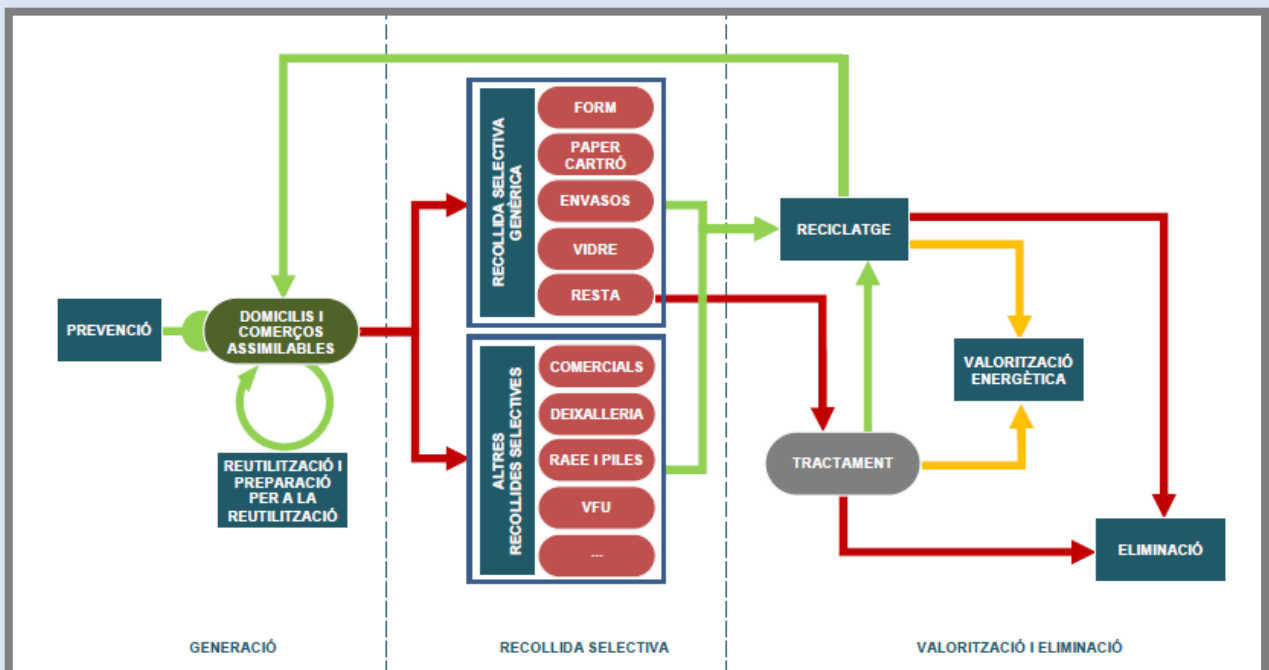 PREVENCIÓ
DOMICILIS I
COMERÇOS
ASSIMILABLES
REUTILITZACIÓ I
PREPARACIÓ
PER A LA
REUTILITZACIÓ
RECOLLIDA SELECTIVA
GENÈRICA
FORM
PAPER
CARTRÓ
ENVASOS
VIDRE
RESTA
ALTRES
RECOLLIDES SELECTIVES
COMERCIALS
DEIXALLERIA
RAEE I PILES
VFU
---
RECICLATGE
VALORITZACIÓ
ENERGÈTICA
TRACTAMENT
ELIMINACIÓ
GENERACIÓ
RECOLLIDA SELECTIVA
VALORITZACIÓ I ELIMINACIÓ